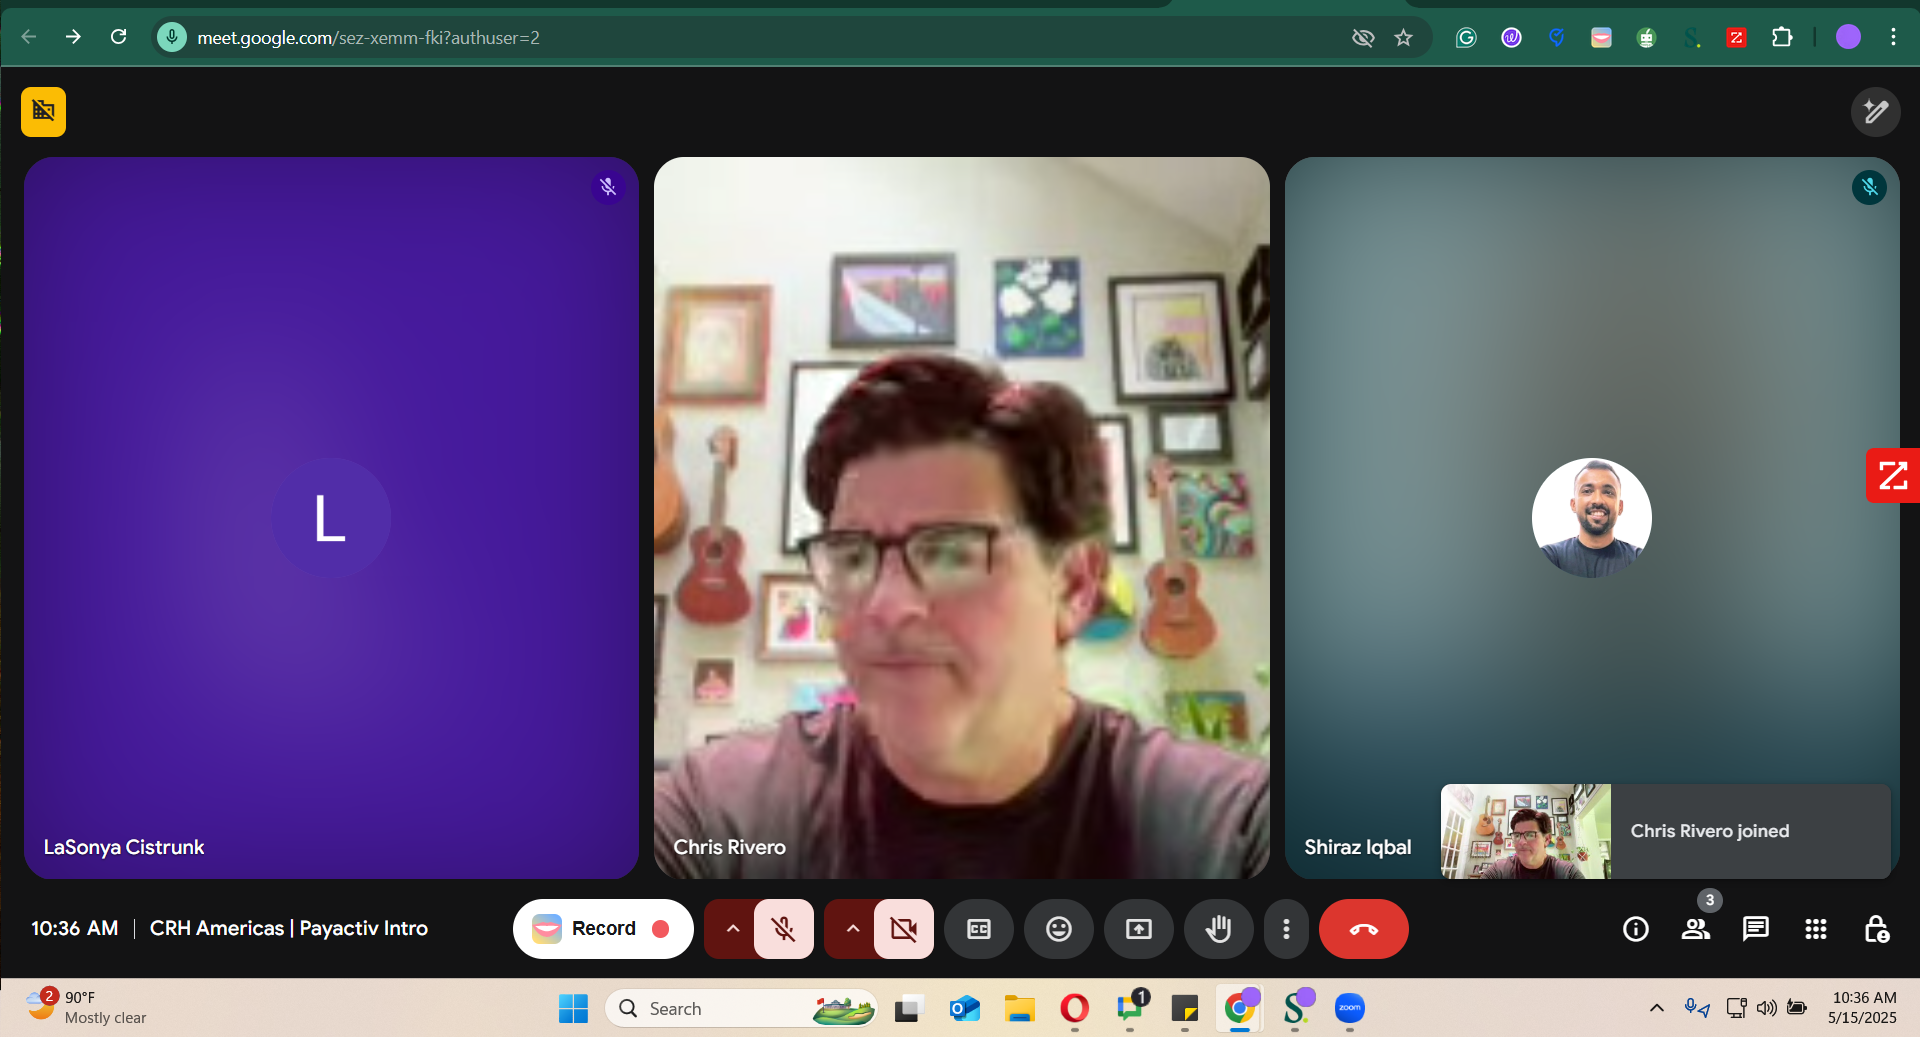 meet.google.com/sez-xemm-fki?authuser=2
L
LaSonya Cistrunk
Chris Rivero
Shiraz Iqbal
Chris Rivero joined
10:36 AM | CRH Americas | Payactiv Intro
Record
CC
3
2
90°F
Mostly clear
Search
1
zoom
10:36 AM
5/15/2025